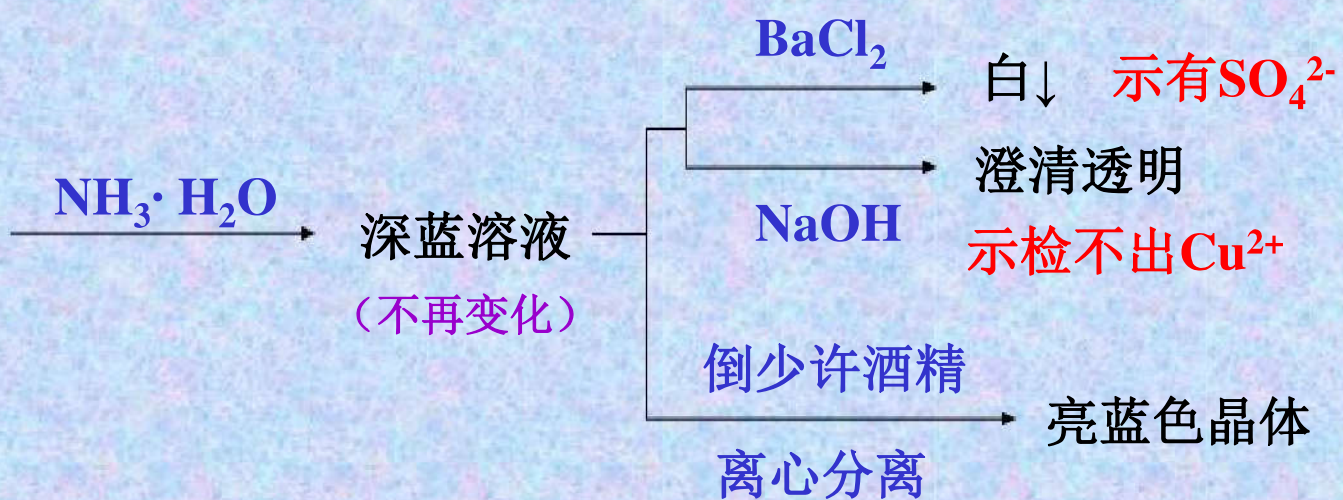 BaCl₂
白↓ 示有SO₄²⁻
NH₃· H₂O
深蓝溶液
(不再变化)
澄清透明
NaOH
示检不出Cu²⁺
倒少许酒精
亮蓝色晶体
离心分离